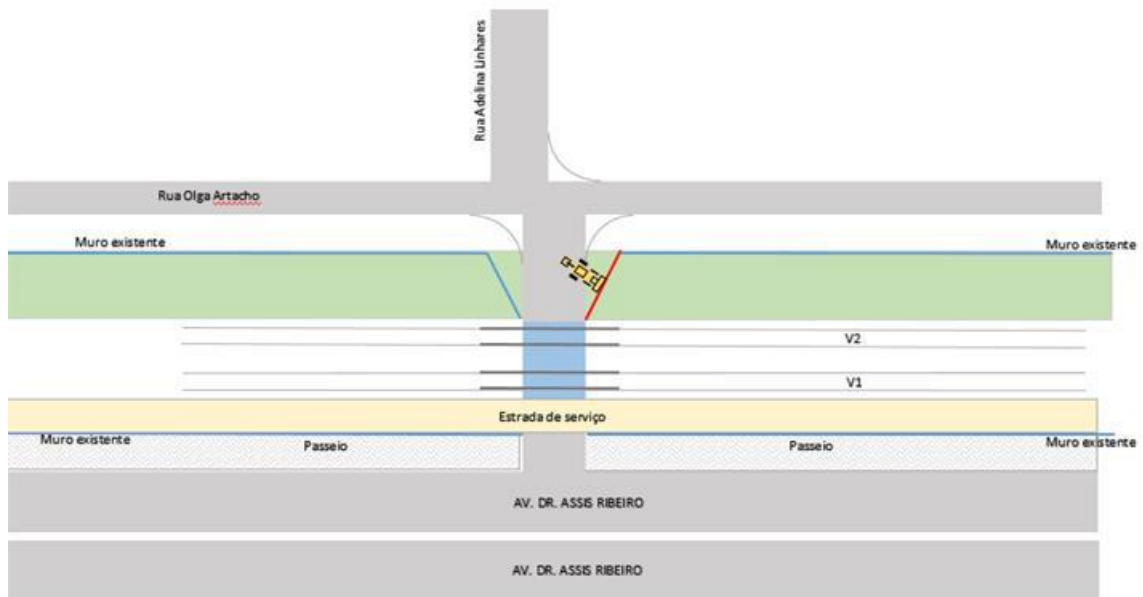 Rua Adelina Linhares
Rua Olga Artacho
Muro existente
Muro existente
V2
V1
Estrada de serviço
Muro existente
Passeio
Passeio
Muro existente
AV. DR. ASSIS RIBEIRO
AV. DR. ASSIS RIBEIRO